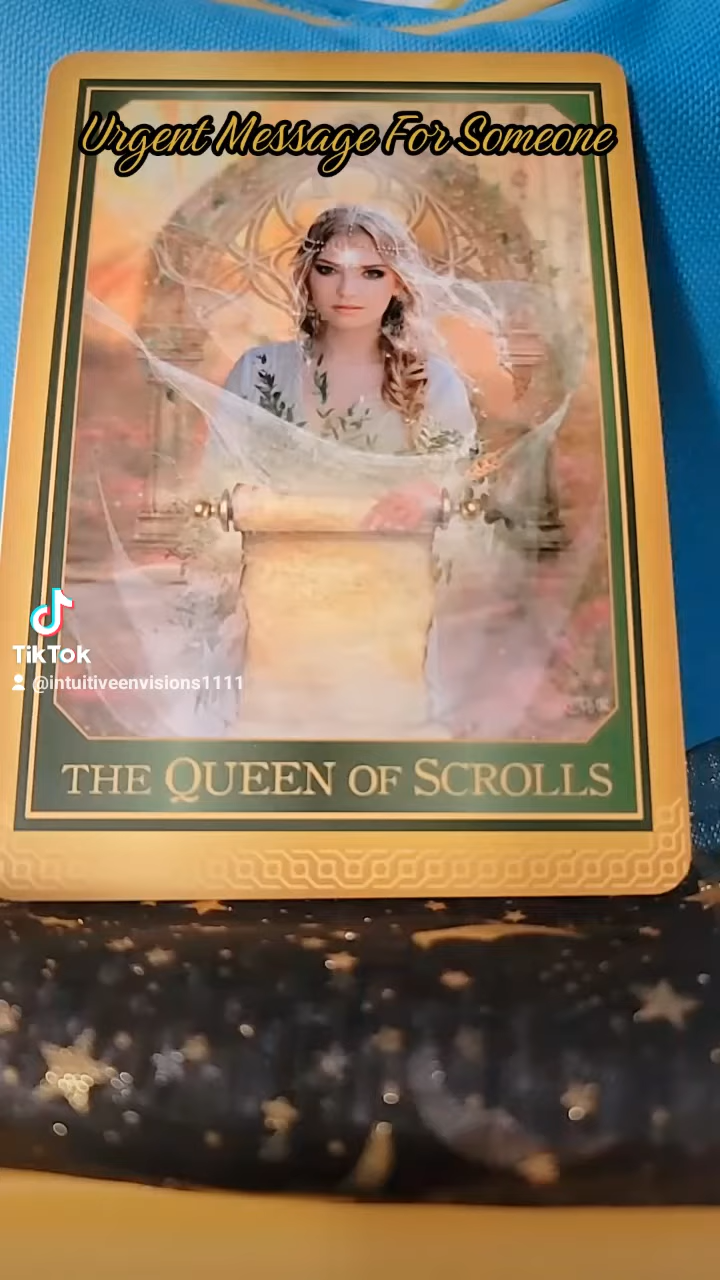 Urgent Message For Someone
TikTok
@intuitiveenvisions1111
THE QUEEN OF SCROLLS